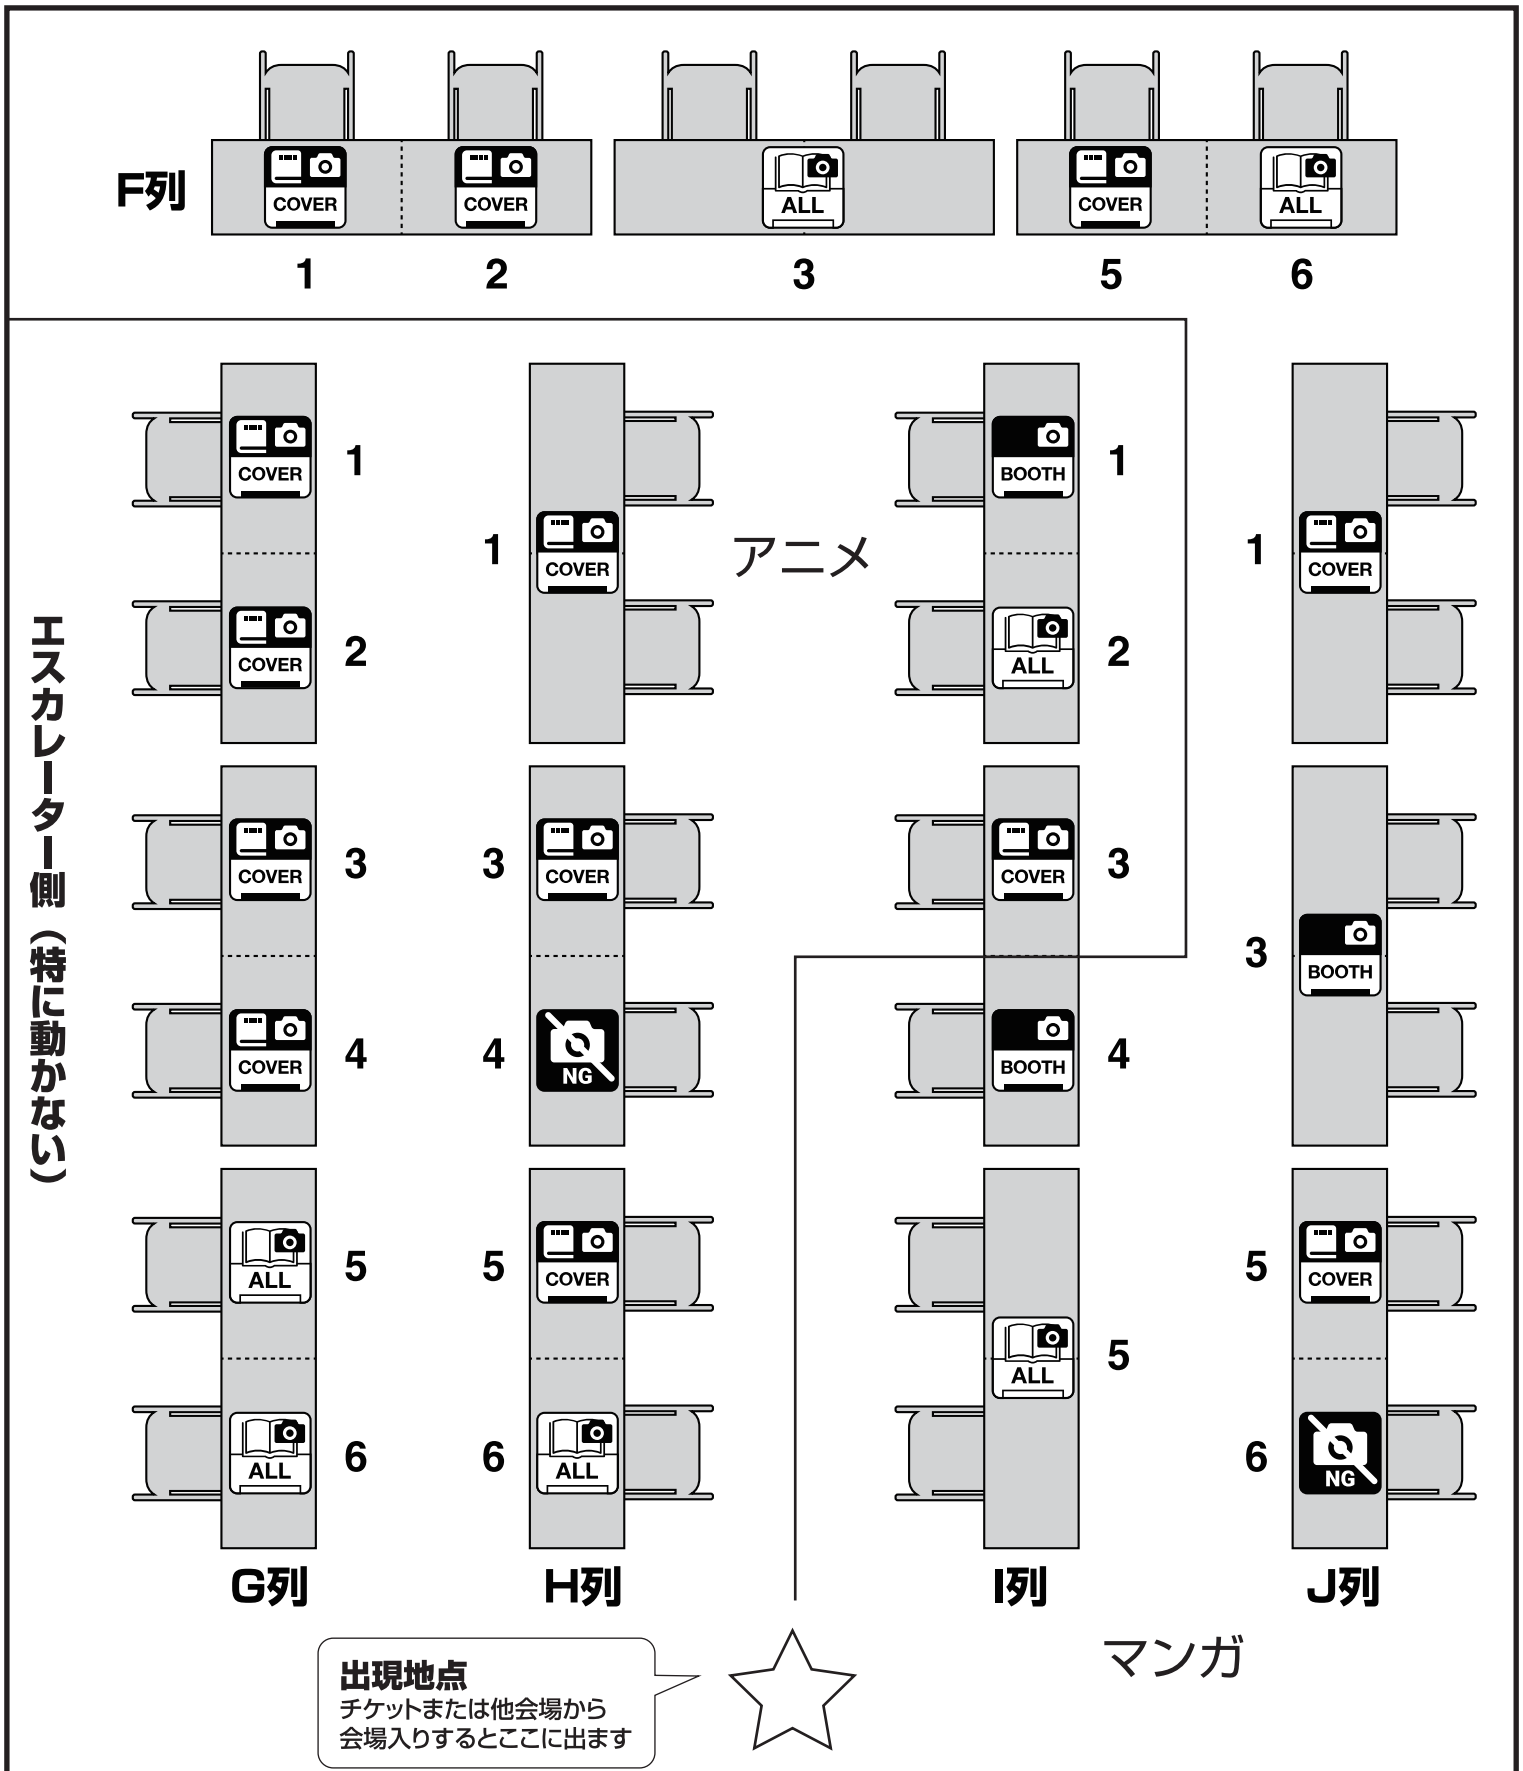 F列
COVER
COVER
ALL
COVER
ALL
1
2
3
5
6
エスカレーター側（特に動かない）
COVER
1
COVER
2
COVER
3
COVER
4
ALL
5
ALL
6
G列
1
COVER
3
COVER
4
NG
5
COVER
6
ALL
H列
アニメ
BOOTH
1
ALL
2
COVER
3
BOOTH
4
ALL
5
I列
1
COVER
3
BOOTH
5
COVER
6
NG
J列
マンガ
出現地点
チケットまたは他会場から
会場入りするとここに出ます